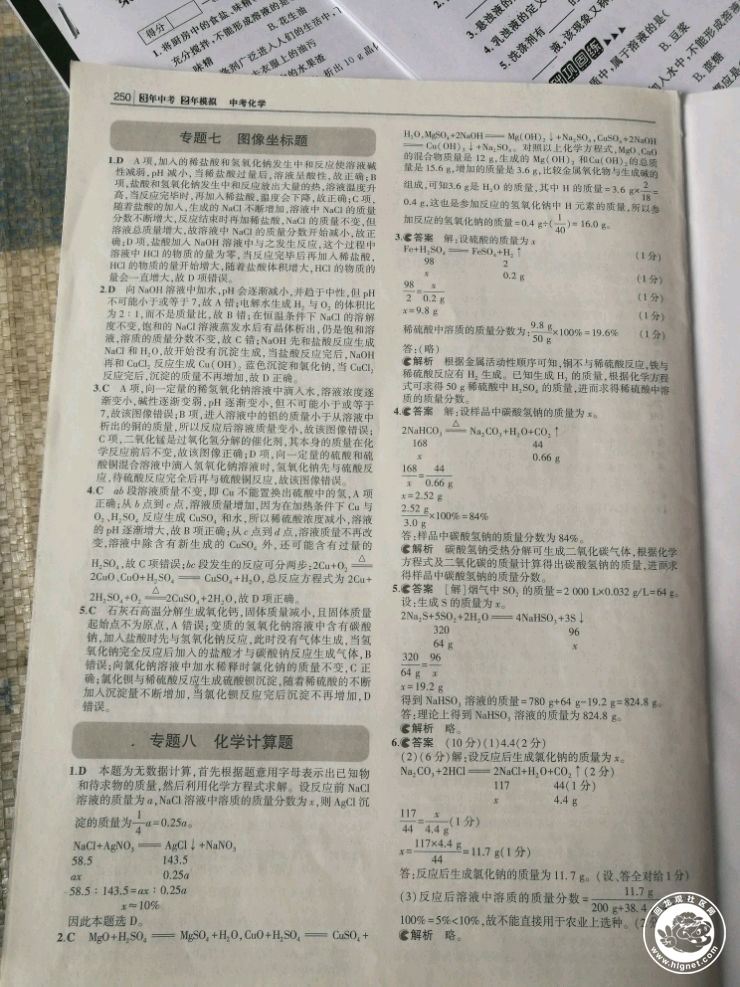 得分
1. 将厨房中的食盐、味精
充分搅拌,不能形成溶液的是
味精
B. 花生油
250 3年中考 2年模拟 中考化学
专题七 图像坐标题
1.D A项,加入的稀盐酸和氢氧化钠发生中和反应使溶液碱
性减弱,pH减小,当稀盐酸过量后,溶液呈酸性,故正确;B
项,盐酸和氢氧化钠发生中和反应放出大量的热,溶液温度升
高,当反应完毕时,再加入稀盐酸,温度会下降,故正确;C项,
随着盐酸的加入,生成的NaCl不断增加,溶液中NaCl的质量
分数不断增大,反应结束时再加稀盐酸,NaCl的质量不变,但
溶液总质量增大,故溶液中NaCl的质量分数开始减小,故正
确;D项,盐酸加入NaOH溶液中与之发生反应,这个过程中
溶液中HCl的物质的量为零,当反应完毕后再加入稀盐酸,
HCl的物质的量开始增大,随着盐酸体积增大,HCl的物质的
量会一直增大,故D项错误。
2.D 向NaOH溶液中加水,pH会逐渐减小,并趋于中性,但pH
不可能小于或等于7,故A错;电解水生成H₂与O₂的体积比
为2∶1,而不是质量比,故B错;在恒温条件下NaCl的溶解
度不变,饱和的NaCl溶液蒸发水后有晶体析出,仍是饱和溶
液,溶质的质量分数不变,故C错;NaOH先和盐酸反应生成
NaCl和H₂O,故开始没有沉淀生成,当盐酸反应完后,NaOH
再和CuCl₂反应生成Cu(OH)₂蓝色沉淀和氯化钠,当CuCl₂
反应完后,沉淀的质量不再增加,故D正确。
3.C A项,向一定量的稀氢氧化钠溶液中滴入水,溶液浓度逐
渐变小,碱性逐渐变弱,pH逐渐变小,但不可能小于或等于
7,故该图像错误;B项,进入溶液中的铝的质量小于从溶液中
析出的铜的质量,所以反应后溶液质量变小,故该图像错误;
C项,二氧化锰是过氧化氢分解的催化剂,其本身的质量在化
学反应前后不变,故该图像正确;D项,向一定量的硫酸和硫
酸铜混合溶液中滴入氢氧化钠溶液时,氢氧化钠先与硫酸反
应,待硫酸反应完全后再与硫酸铜反应,故该图像错误。
4.C ab段溶液质量不变,即Cu不能置换出硫酸中的氢,A项
正确;从b点到c点,溶液质量增加,因为在加热条件下Cu与
O₂、H₂SO₄反应生成CuSO₄和水,所以稀硫酸浓度减小,溶液
的pH逐渐增大,故B项正确;从c点到d点,溶液质量不再改
变,溶液中除含有新生成的CuSO₄外,还可能含有过量的
H₂SO₄,故C项错误;bc段发生的反应可分两步:2Cu+O₂ =△=
2CuO、CuO+H₂SO₄ == CuSO₄+H₂O,总反应方程式为2Cu+
2H₂SO₄+O₂ =△= 2CuSO₄+2H₂O,故D项正确。
5.C 石灰石高温分解生成氧化钙,固体质量减小,且固体质量
起始点不为原点,A错误;变质的氢氧化钠溶液中含有碳酸
钠,加入盐酸时先与氢氧化钠反应,此时没有气体生成,当氢
氧化钠完全反应后加入的盐酸才与碳酸钠反应生成气体,B
错误;向氯化钠溶液中加水稀释时氯化钠的质量不变,C正
确;氯化钡与稀硫酸反应生成硫酸钡沉淀,随着稀硫酸的不断
加入沉淀量不断增加,当氯化钡反应完后沉淀不再增加,D
错误。
专题八 化学计算题
1.D 本题为无数据计算,首先根据题意用字母表示出已知物
和待求物的质量,然后利用化学方程式求解。设反应前NaCl
溶液的质量为a,NaCl溶液中溶质的质量分数为x,则AgCl沉
淀的质量为1/4a=0.25a。
NaCl+AgNO₃ == AgCl↓+NaNO₃
58.5 143.5
ax 0.25a
58.5∶143.5=ax∶0.25a
x≈10%
因此本题选D。
2.C MgO+H₂SO₄ == MgSO₄+H₂O,CuO+H₂SO₄ == CuSO₄+
H₂O,MgSO₄+2NaOH == Mg(OH)₂↓+Na₂SO₄,CuSO₄+2NaOH
== Cu(OH)₂↓+Na₂SO₄。对照以上化学方程式,MgO、CuO
的混合物质量是12 g,生成的Mg(OH)₂和Cu(OH)₂的总质
量是15.6 g,增加的质量是3.6 g,比较金属氧化物与生成碱的
组成,可知3.6 g是H₂O的质量,其中H的质量=3.6 g×2/18=
0.4 g,这也是参加反应的氢氧化钠中H元素的质量,所以参
加反应的氢氧化钠的质量=0.4 g÷(1/40)=16.0 g。
3.答案 解:设硫酸的质量为x
Fe+H₂SO₄ == FeSO₄+H₂↑ (1分)
98 2
x 0.2 g (1分)
98/x=2/0.2 g (1分)
x=9.8 g (1分)
稀硫酸中溶质的质量分数为:9.8 g/50 g×100%=19.6% (1分)
答:(略)
解析 根据金属活动性顺序可知,铜不与稀硫酸反应,铁与
稀硫酸反应有H₂生成。已知生成H₂的质量,根据化学方程
式可求得50 g稀硫酸中H₂SO₄的质量,进而求得稀硫酸中溶
质的质量分数。
4.答案 解:设样品中碳酸氢钠的质量为x。
2NaHCO₃ =△= Na₂CO₃+H₂O+CO₂↑
168 44
x 0.66 g
168/x=44/0.66 g
x=2.52 g
2.52 g/3.0 g×100%=84%
答:样品中碳酸氢钠的质量分数为84%。
解析 碳酸氢钠受热分解可生成二氧化碳气体,根据化学
方程式及二氧化碳的质量计算得出碳酸氢钠的质量,进而求
得样品中碳酸氢钠的质量分数。
5.答案 [解]烟气中SO₂的质量=2 000 L×0.032 g/L=64 g。
设:生成S的质量为x。
2Na₂S+5SO₂+2H₂O == 4NaHSO₃+3S↓
320 96
64 g x
320/64 g=96/x
x=19.2 g
得到NaHSO₃溶液的质量=780 g+64 g-19.2 g=824.8 g。
答:理论上得到NaHSO₃溶液的质量为824.8 g。
解析 略。
6.答案 (10分)(1)4.4(2分)
(2)(6分)解:设反应后生成氯化钠的质量为x。
Na₂CO₃+2HCl == 2NaCl+H₂O+CO₂↑(2分)
117 44(1分)
x 4.4 g
117/44=x/4.4 g(1分)
x=117×4.4 g/44=11.7 g(1分)
答:反应后生成氯化钠的质量为11.7 g。(设、答全对给1分)
(3)反应后溶液中溶质的质量分数=11.7 g/200 g+38.4
100%=5%<10%,故不能直接用于农业上选种。(2
解析 略。
回龙观社区网
www.hlgnet.com